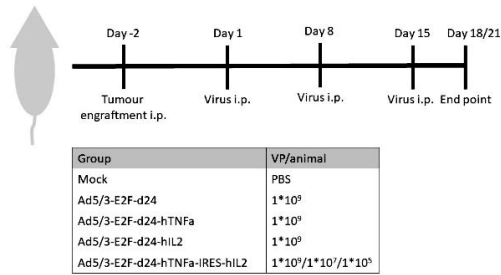 Day -2 Day 1 Day 8 Day 15 Day 18/21
Tumour Virus i.p. Virus i.p. Virus i.p. End point
engraftment i.p.
Group VP/animal
Mock PBS
Ad5/3-E2F-d24 1*10⁹
Ad5/3-E2F-d24-hTNFa 1*10⁹
Ad5/3-E2F-d24-hIL2 1*10⁹
Ad5/3-E2F-d24-hTNFa-IRES-hIL2 1*10⁹/1*10⁷/1*10⁵